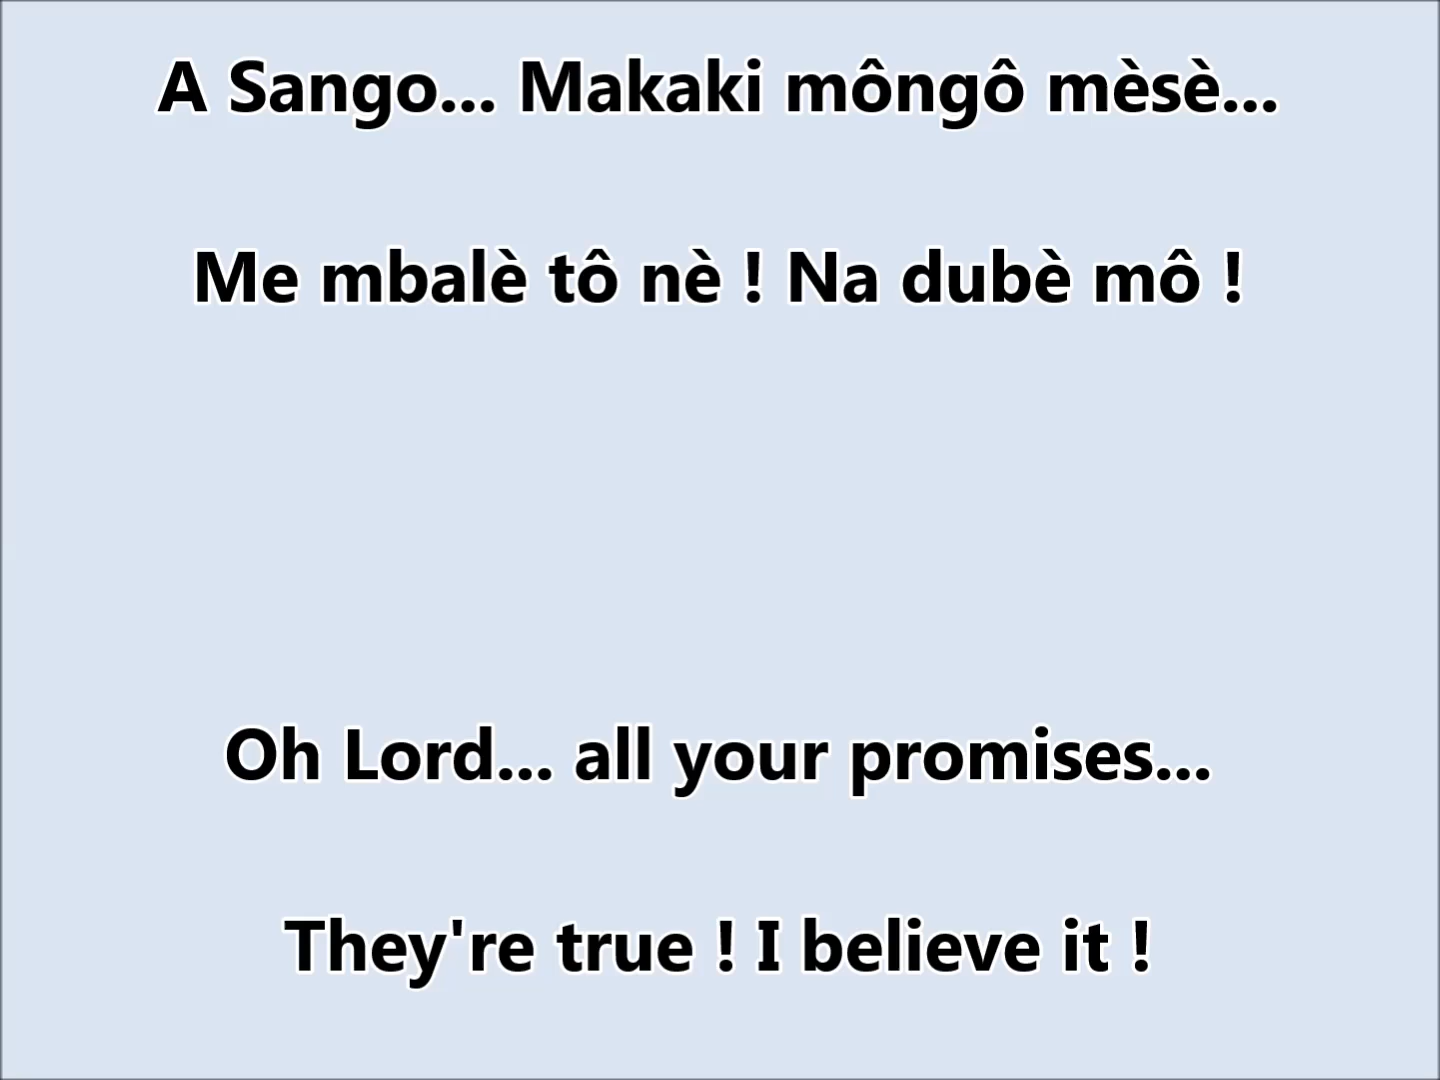 A Sango... Makaki môngô mèsè...
Me mbalè tô nè ! Na dubè mô !
Oh Lord... all your promises...
They're true ! I believe it !